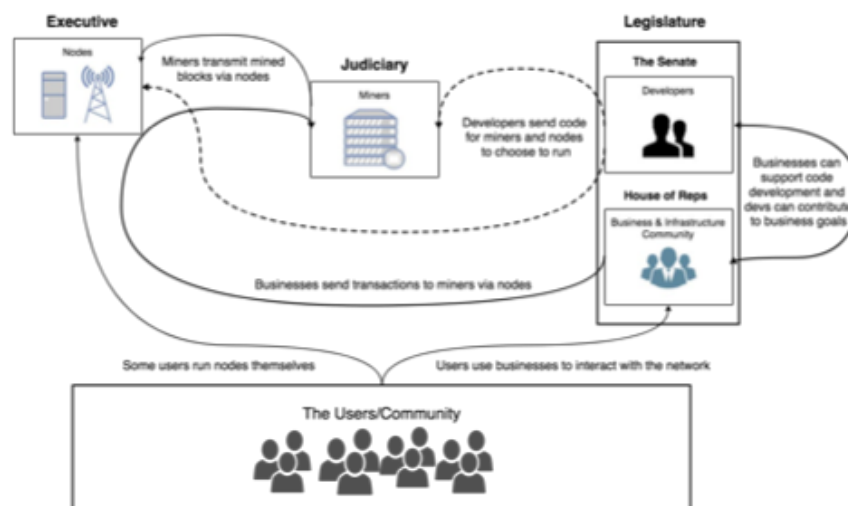 Executive
Nodes
Miners transmit mined
blocks via nodes
Judiciary
Miners
Legislature
The Senate
Developers
Developers send code
for miners and nodes
to choose to run
House of Reps
Business & Infrastructure
Community
Businesses can
support code
development and
devs can contribute
to business goals
Businesses send transactions to miners via nodes
Some users run nodes themselves
Users use businesses to interact with the network
The Users/Community